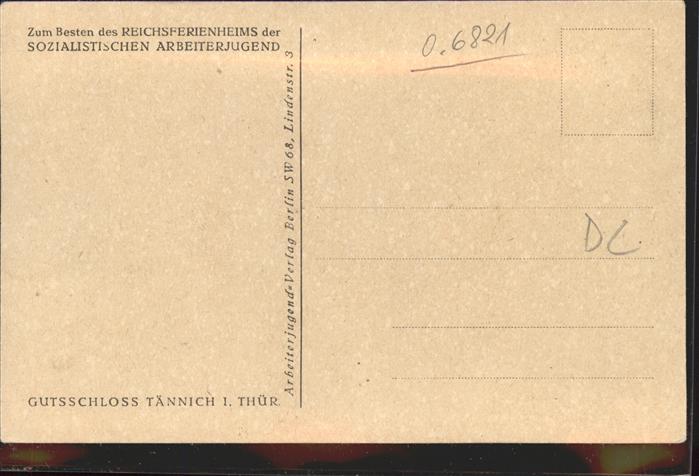 Zum Besten des REICHSFERIENHEIMS der
SOZIALISTISCHEN ARBEITERJUGEND
0.6821
Arbeiterjugend=Verlag Berlin SW 68, Lindenstr. 3
DC
GUTSSCHLOSS TÄNNICH I. THÜR.